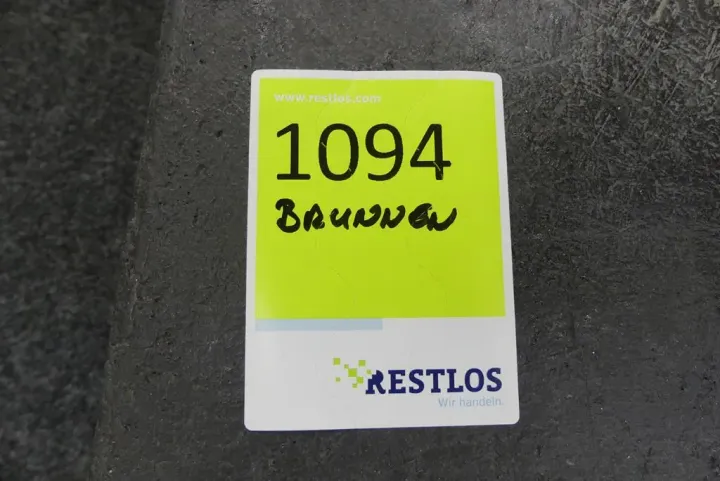 www.restlos.com
1094
BRUNNEN
RESTLOS
Wir handeln.